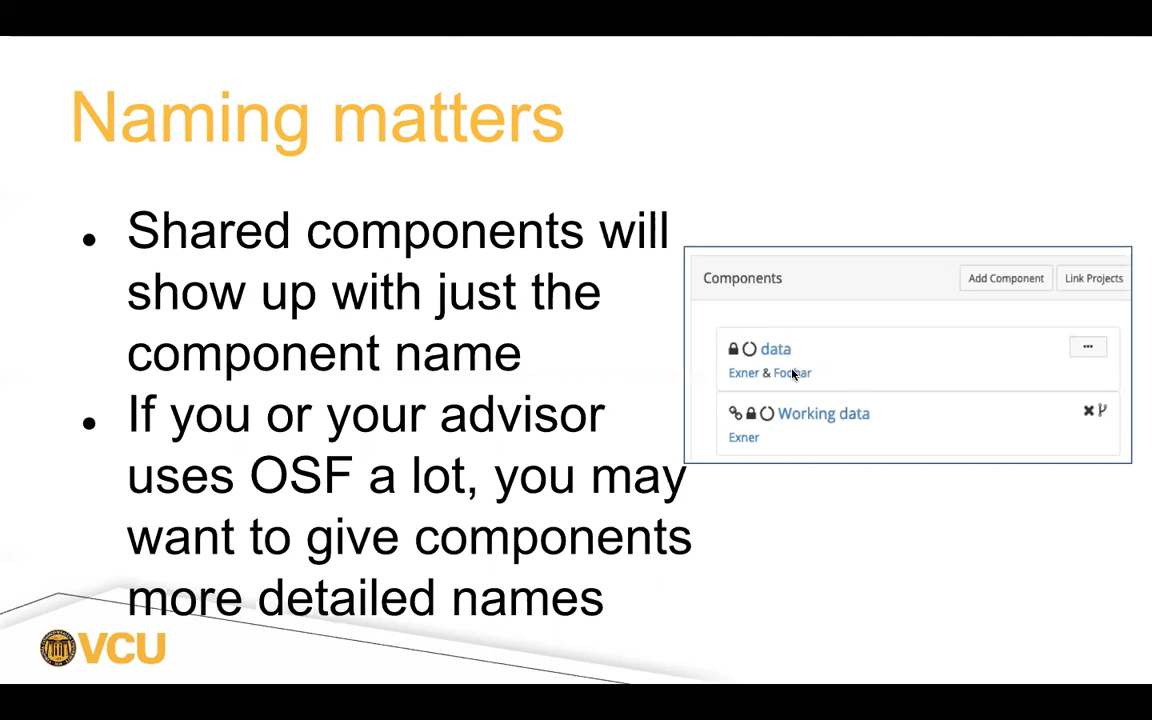 Naming matters
● Shared components will
show up with just the
component name
● If you or your advisor
uses OSF a lot, you may
want to give components
more detailed names
Components
Add Component
Link Projects
data
Exner &
Working data
Exner
VCU